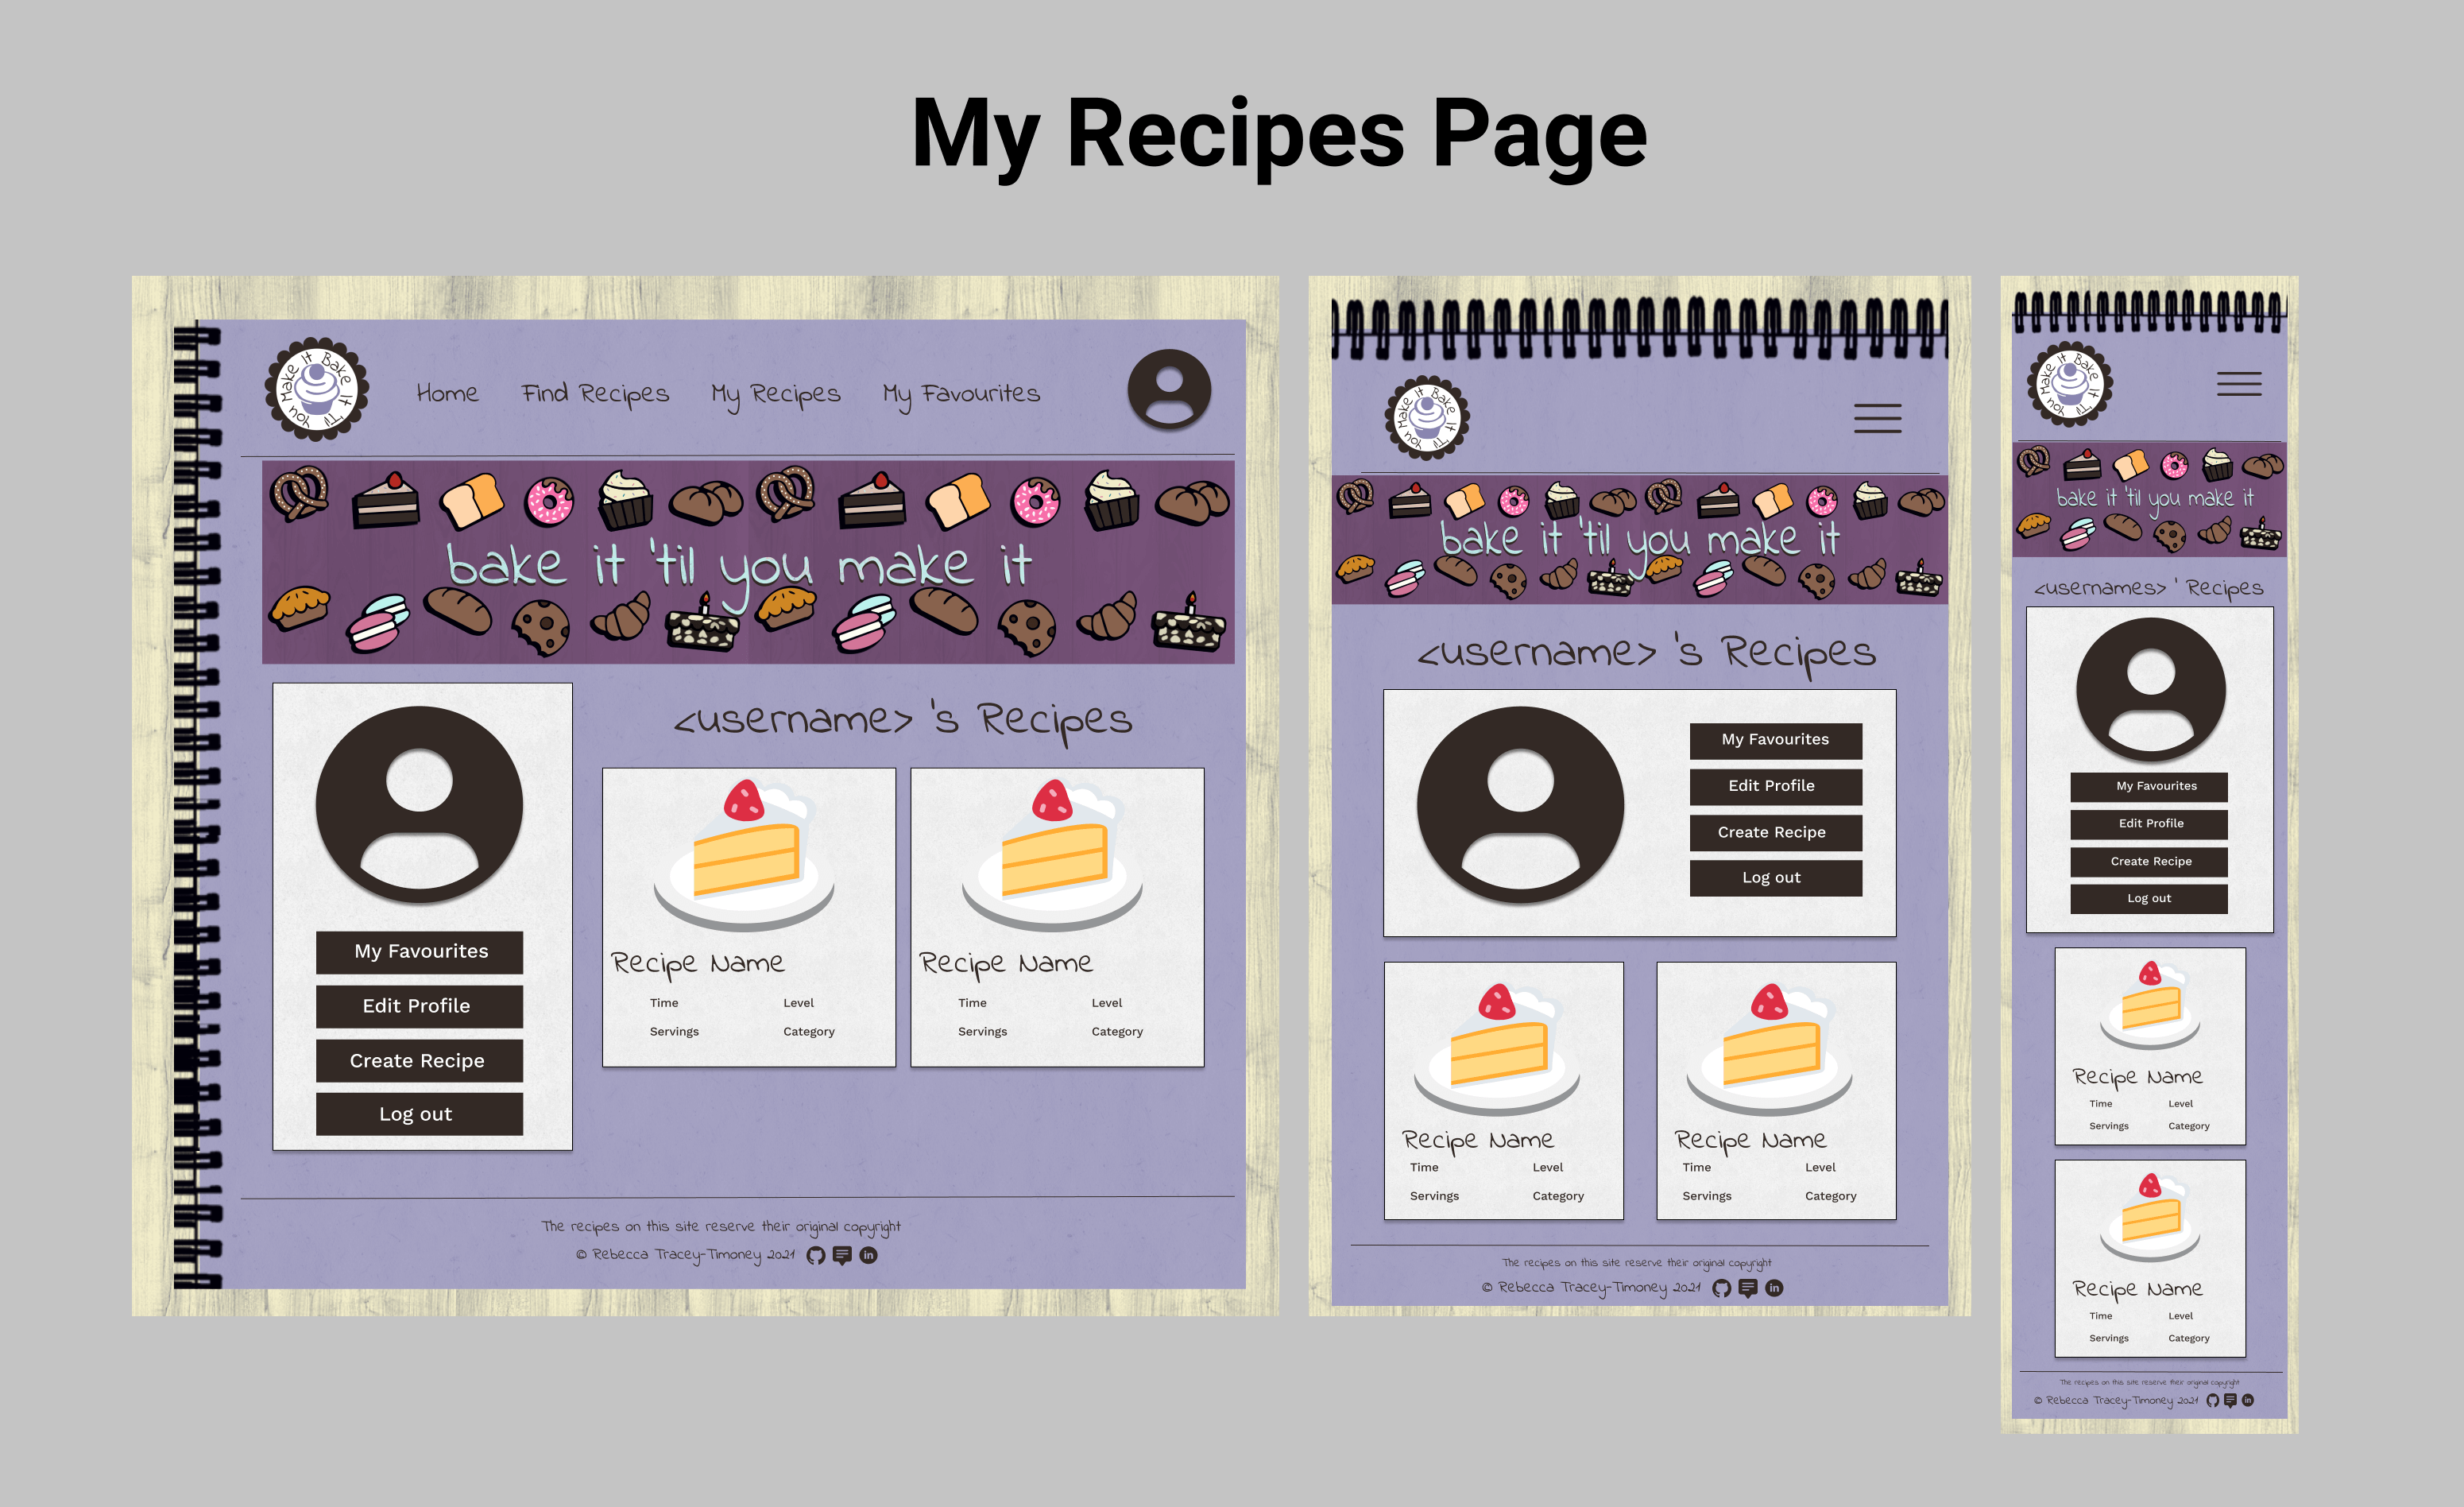 My Recipes Page
Bake It Til You Make It
Home Find Recipes My Recipes My Favourites
bake it 'til you make it
<username> 's Recipes
My Favourites
Edit Profile
Create Recipe
Log out
Recipe Name Recipe Name
Time Level Time Level
Servings Category Servings Category
The recipes on this site reserve their original copyright
© Rebecca Tracey-Timoney 2021 in
Bake It Til You Make It
bake it 'til you make it
<username> 's Recipes
My Favourites
Edit Profile
Create Recipe
Log out
Recipe Name Recipe Name
Time Level Time Level
Servings Category Servings Category
The recipes on this site reserve their original copyright
© Rebecca Tracey-Timoney 2021 in
Bake It Til You Make It
bake it 'til you make it
<usernames> ' Recipes
My Favourites
Edit Profile
Create Recipe
Log out
Recipe Name
Time Level
Servings Category
Recipe Name
Time Level
Servings Category
The recipes on this site reserve their original copyright
© Rebecca Tracey-Timoney 2021 in